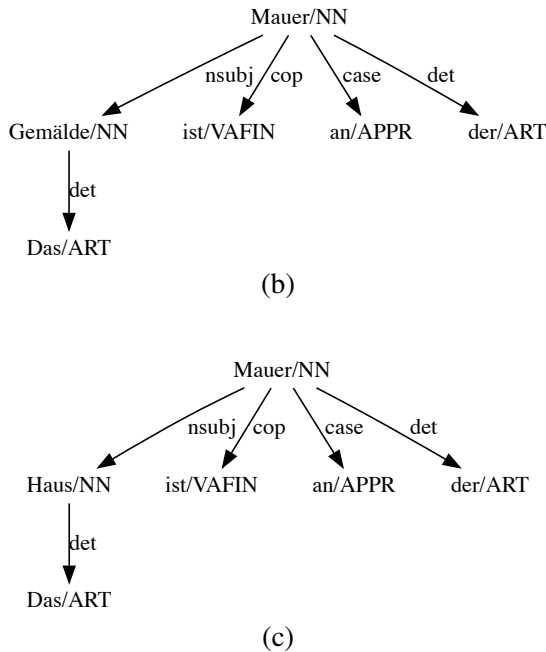 Mauer/NN
nsubj cop case det
Gemälde/NN ist/VAFIN an/APPR der/ART
det
Das/ART
(b)
Mauer/NN
nsubj cop case det
Haus/NN ist/VAFIN an/APPR der/ART
det
Das/ART
(c)